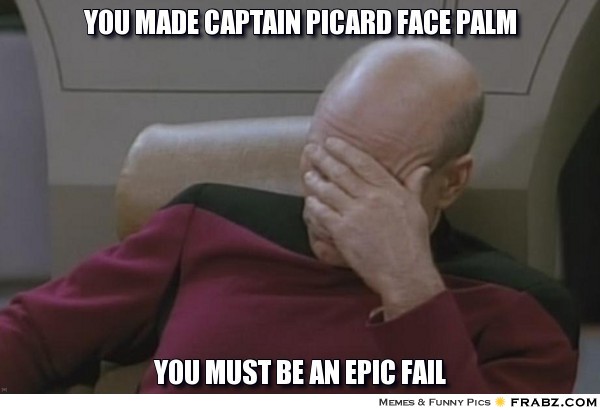 YOU MADE CAPTAIN PICARD FACE PALM
YOU MUST BE AN EPIC FAIL
MEMES & FUNNY PICS FRABZ.COM